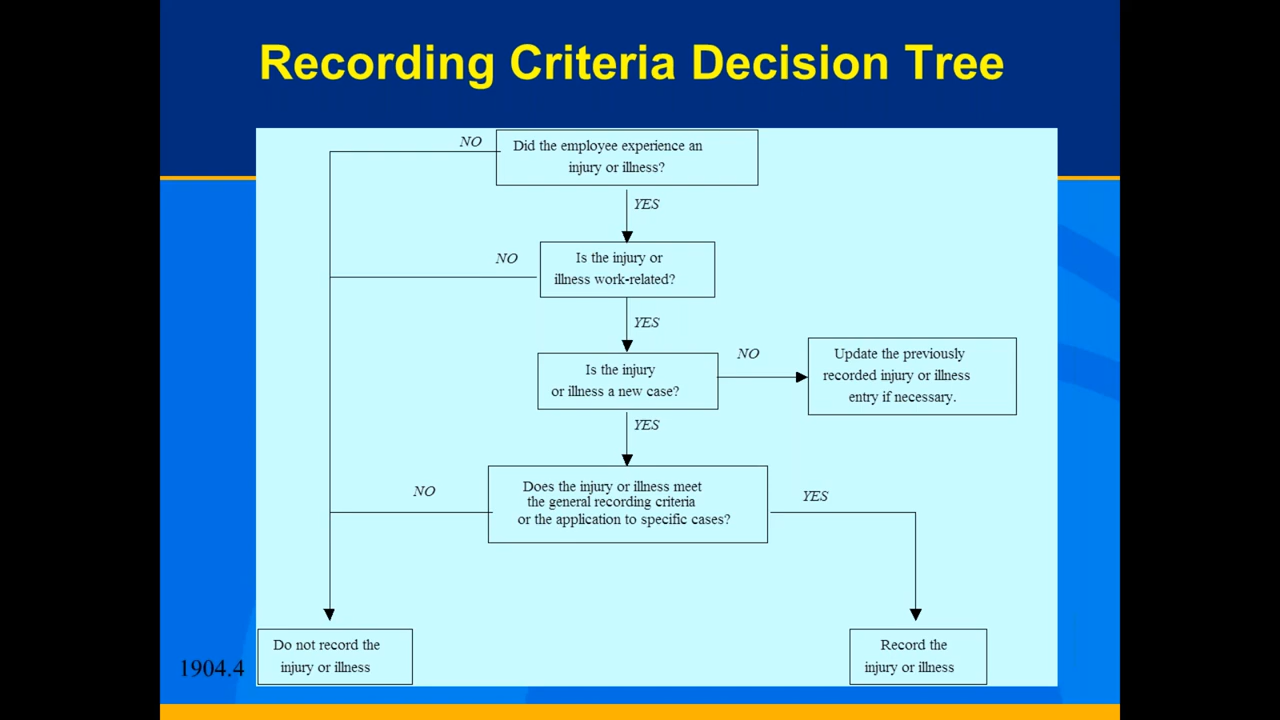 Recording Criteria Decision Tree
NO
Did the employee experience an
injury or illness?
YES
NO
Is the injury or
illness work-related?
YES
Is the injury
or illness a new case?
NO
Update the previously
recorded injury or illness
entry if necessary.
YES
NO
Does the injury or illness meet
the general recording criteria
or the application to specific cases?
YES
Do not record the
injury or illness
Record the
injury or illness
1904.4